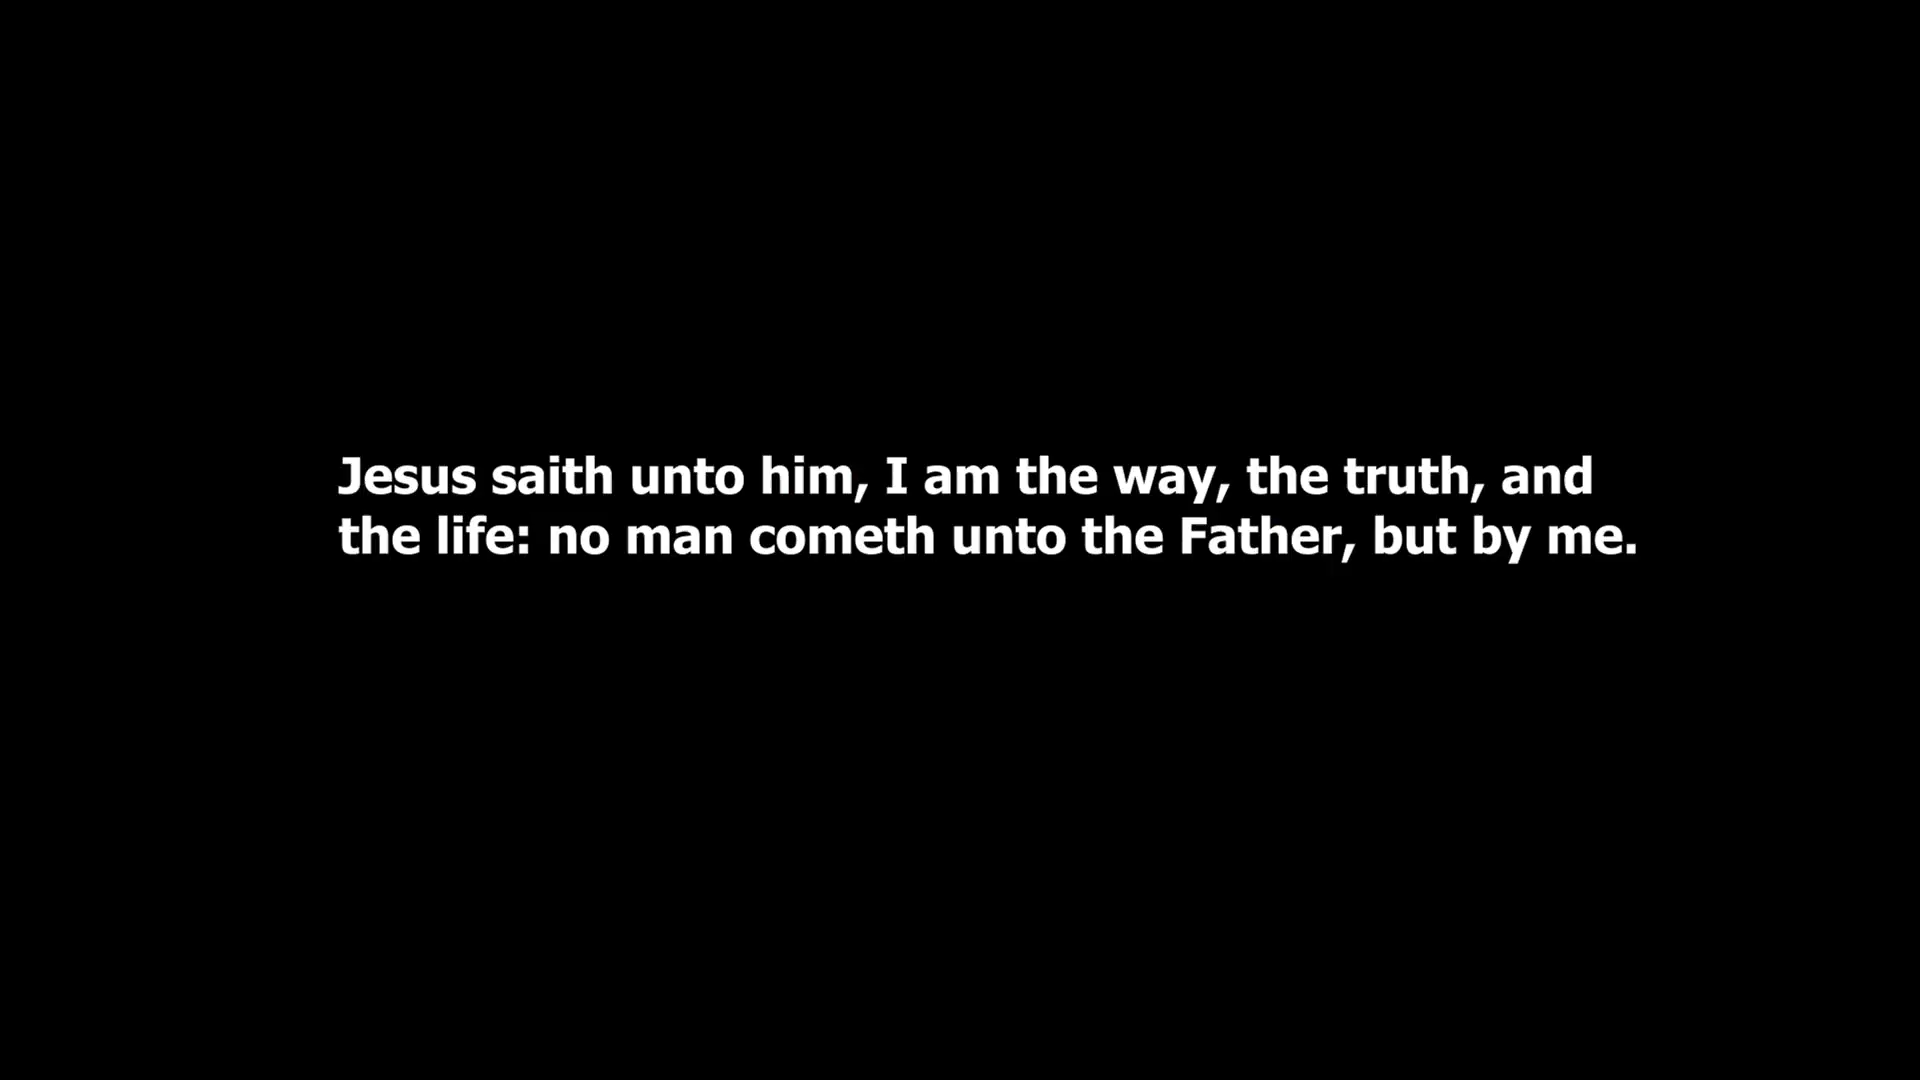 Jesus saith unto him, I am the way, the truth, and
the life: no man cometh unto the Father, but by me.